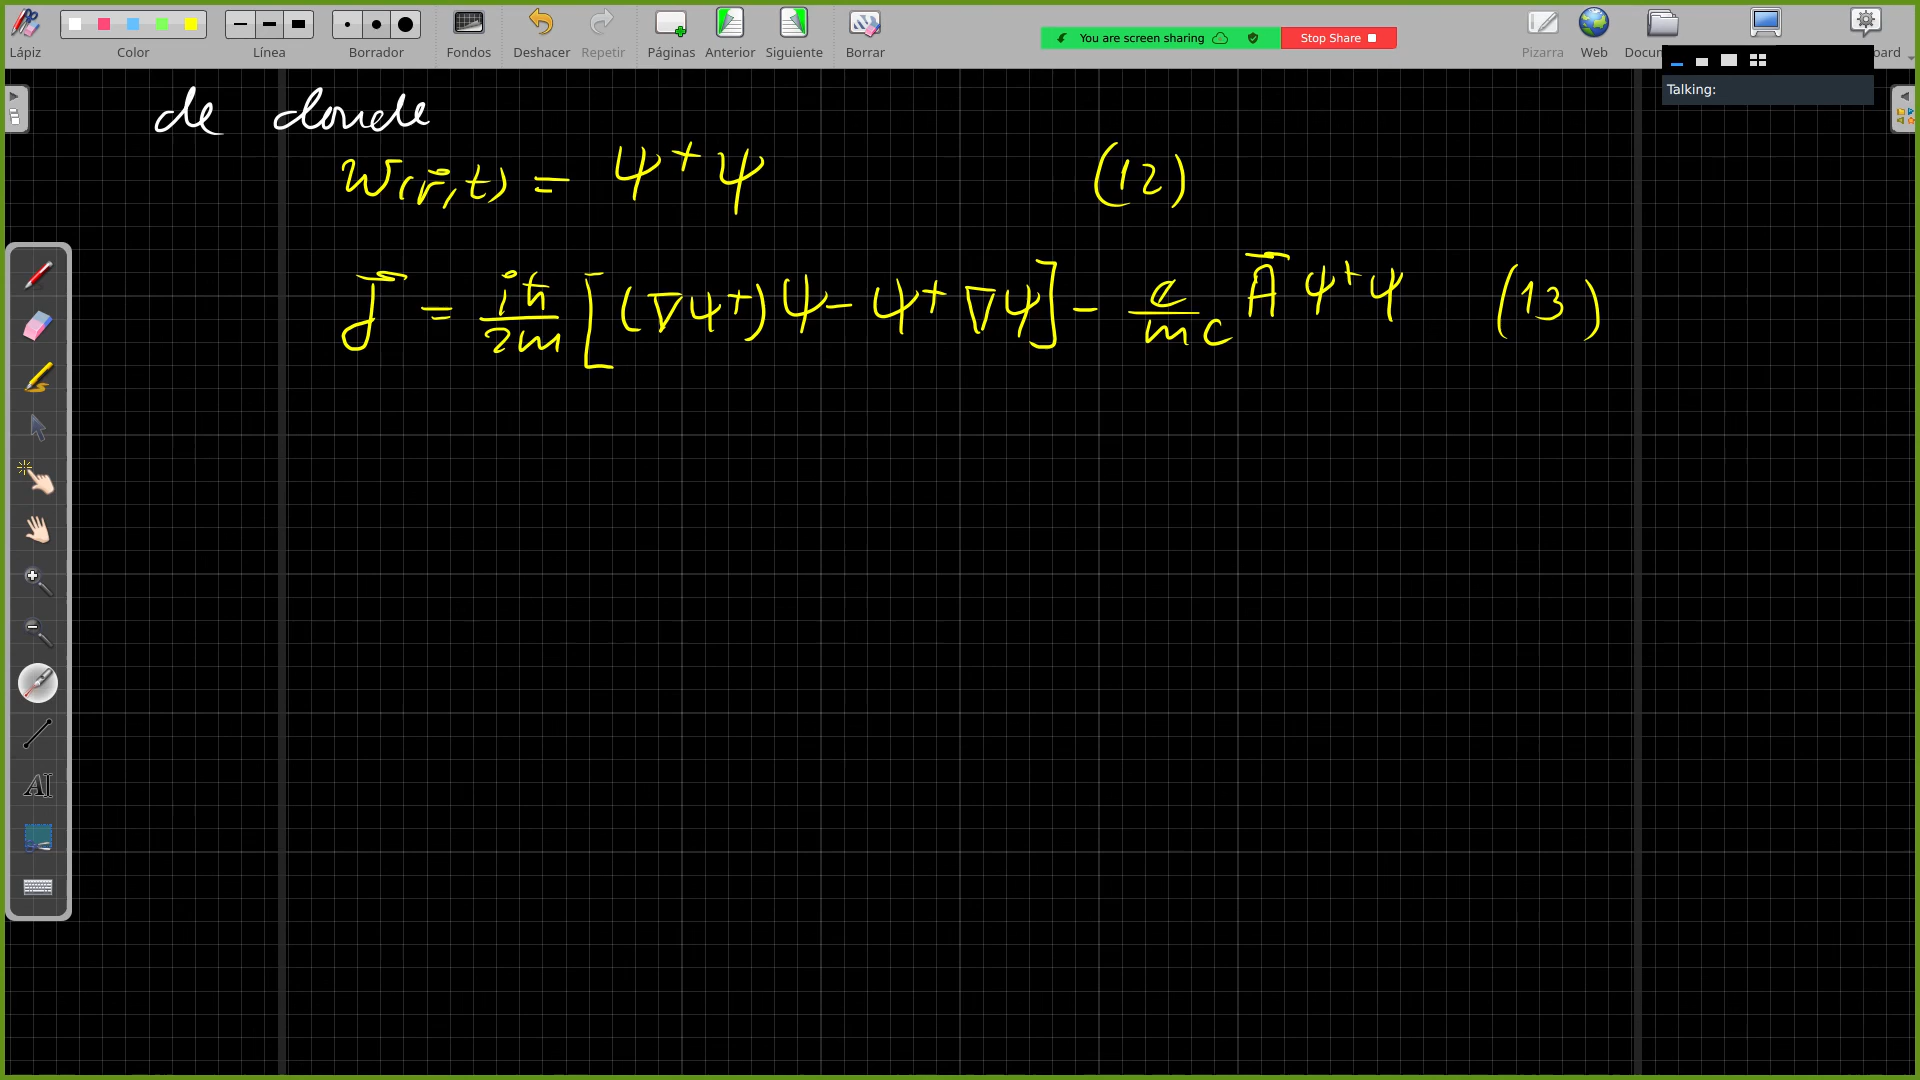 Lápiz Color Línea Borrador Fondos Deshacer Repetir Páginas Anterior Siguiente Borrar Pizarra Web
You are screen sharing Stop Share
Talking:
de donde
W(r⃗,t) = Ψ⁺Ψ (12)
J⃗ = iħ/2m [(∇Ψ⁺)Ψ − Ψ⁺∇Ψ] − e/mc A⃗ Ψ⁺Ψ (13)
AI